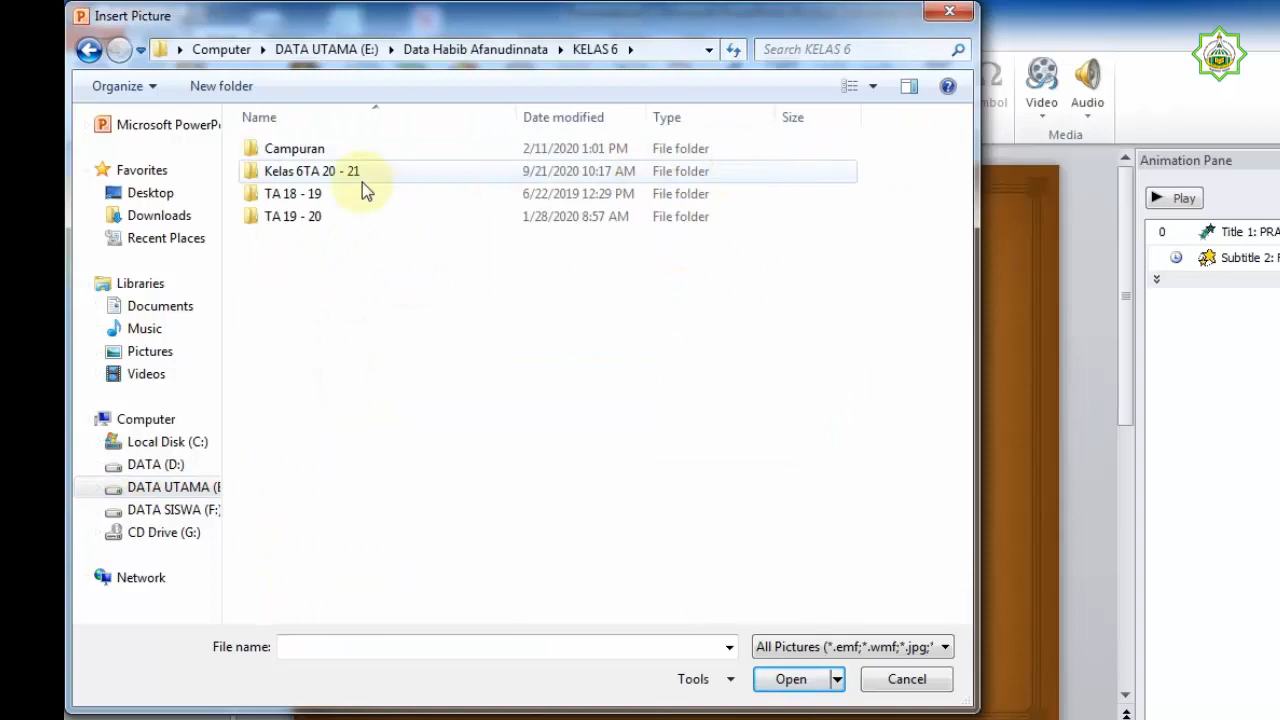 Insert Picture
Computer DATA UTAMA (E:) Data Habib Afanudinnata KELAS 6
Search KELAS 6
Organize New folder
Name Date modified Type Size
Campuran 2/11/2020 1:01 PM File folder
Kelas 6TA 20 - 21 9/21/2020 10:17 AM File folder
TA 18 - 19 6/22/2019 12:29 PM File folder
TA 19 - 20 1/28/2020 8:57 AM File folder
Microsoft PowerP
Favorites
Desktop
Downloads
Recent Places
Libraries
Documents
Music
Pictures
Videos
Computer
Local Disk (C:)
DATA (D:)
DATA UTAMA (E
DATA SISWA (F:
CD Drive (G:)
Network
File name:
All Pictures (*.emf;*.wmf;*.jpg;*
Tools Open Cancel
mbol Video Audio
Media
Animation Pane
Play
0 Title 1: PRA
Subtitle 2: